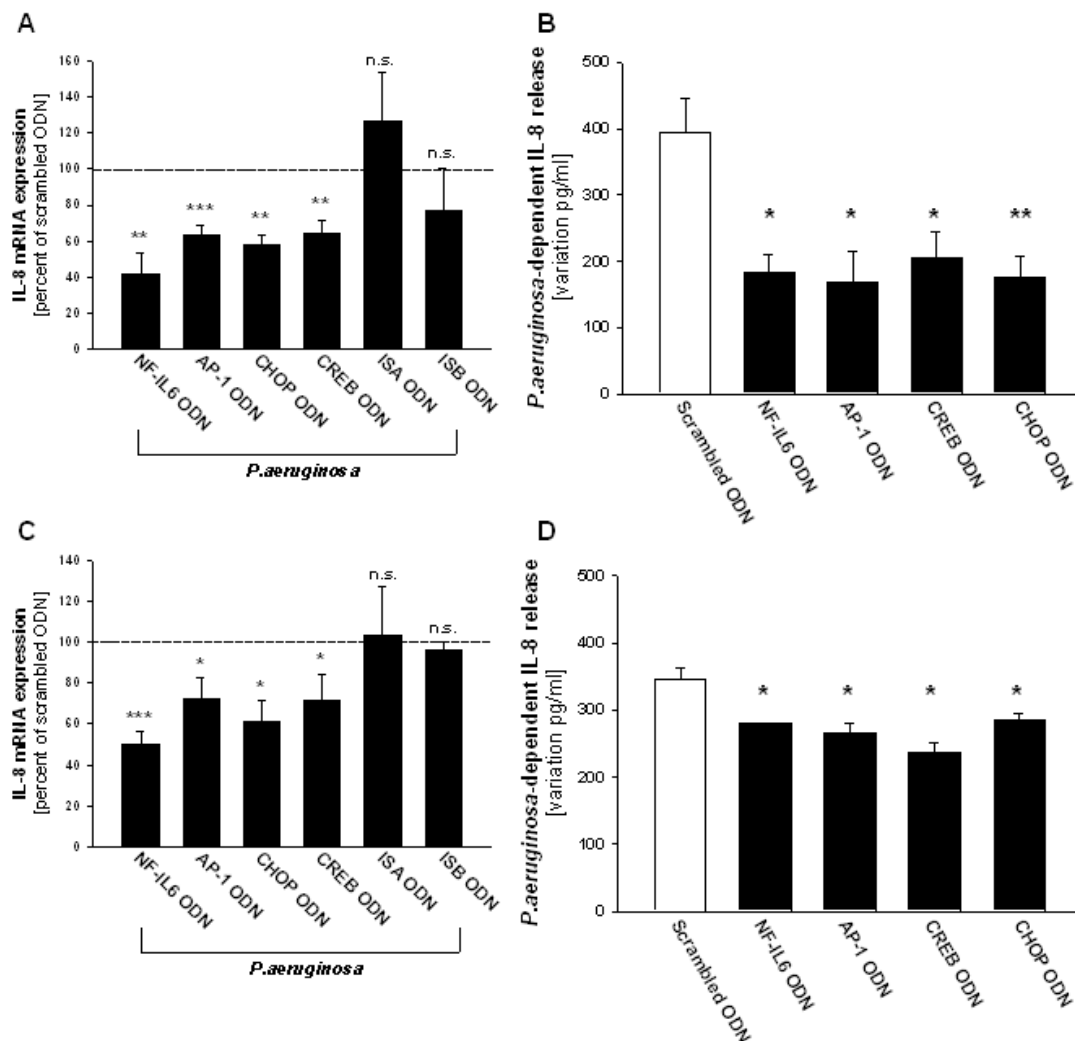 A
IL-8 mRNA expression
[percent of scrambled ODN]
160
140
120
100
80
60
40
20
0
**
***
**
**
n.s.
n.s.
NF-IL6 ODN
AP-1 ODN
CHOP ODN
CREB ODN
ISA ODN
ISB ODN
P.aeruginosa
B
P.aeruginosa-dependent IL-8 release
[variation pg/ml]
500
400
300
200
100
0
*
*
*
**
Scrambled ODN
NF-IL6 ODN
AP-1 ODN
CREB ODN
CHOP ODN
C
IL-8 mRNA expression
[percent of scrambled ODN]
140
120
100
80
60
40
20
0
***
*
*
*
n.s.
n.s.
NF-IL6 ODN
AP-1 ODN
CHOP ODN
CREB ODN
ISA ODN
ISB ODN
P.aeruginosa
D
P.aeruginosa-dependent IL-8 release
[variation pg/ml]
500
400
300
200
100
0
*
*
*
*
Scrambled ODN
NF-IL6 ODN
AP-1 ODN
CREB ODN
CHOP ODN